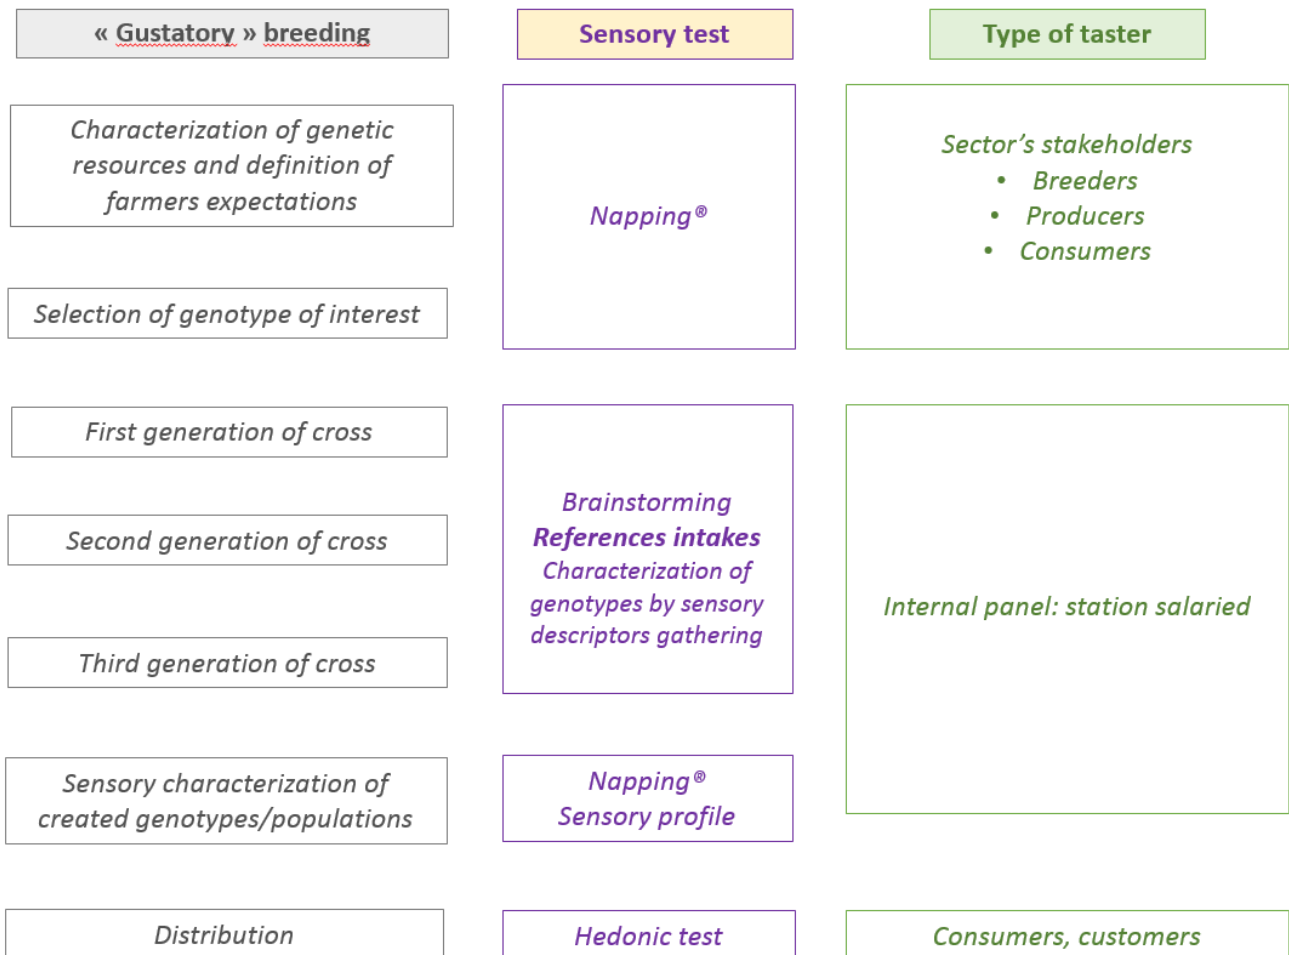 « Gustatory » breeding
Sensory test
Type of taster
Characterization of genetic
resources and definition of
farmers expectations
Napping®
Sector’s stakeholders
• Breeders
• Producers
• Consumers
Selection of genotype of interest
First generation of cross
Second generation of cross
Third generation of cross
Brainstorming
References intakes
Characterization of
genotypes by sensory
descriptors gathering
Internal panel: station salaried
Sensory characterization of
created genotypes/populations
Napping®
Sensory profile
Distribution
Hedonic test
Consumers, customers